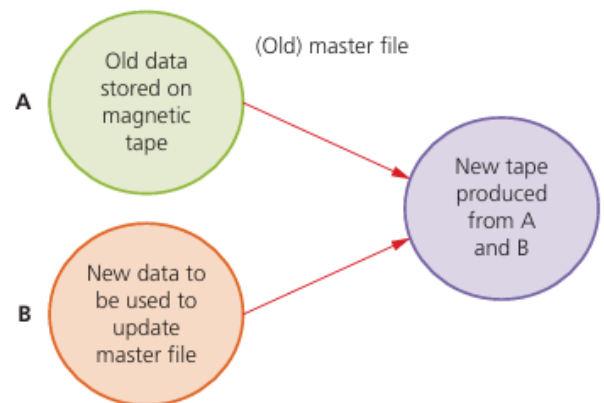 (Old) master file
A
Old data
stored on
magnetic
tape
B
New data to
be used to
update
master file
New tape
produced
from A
and B